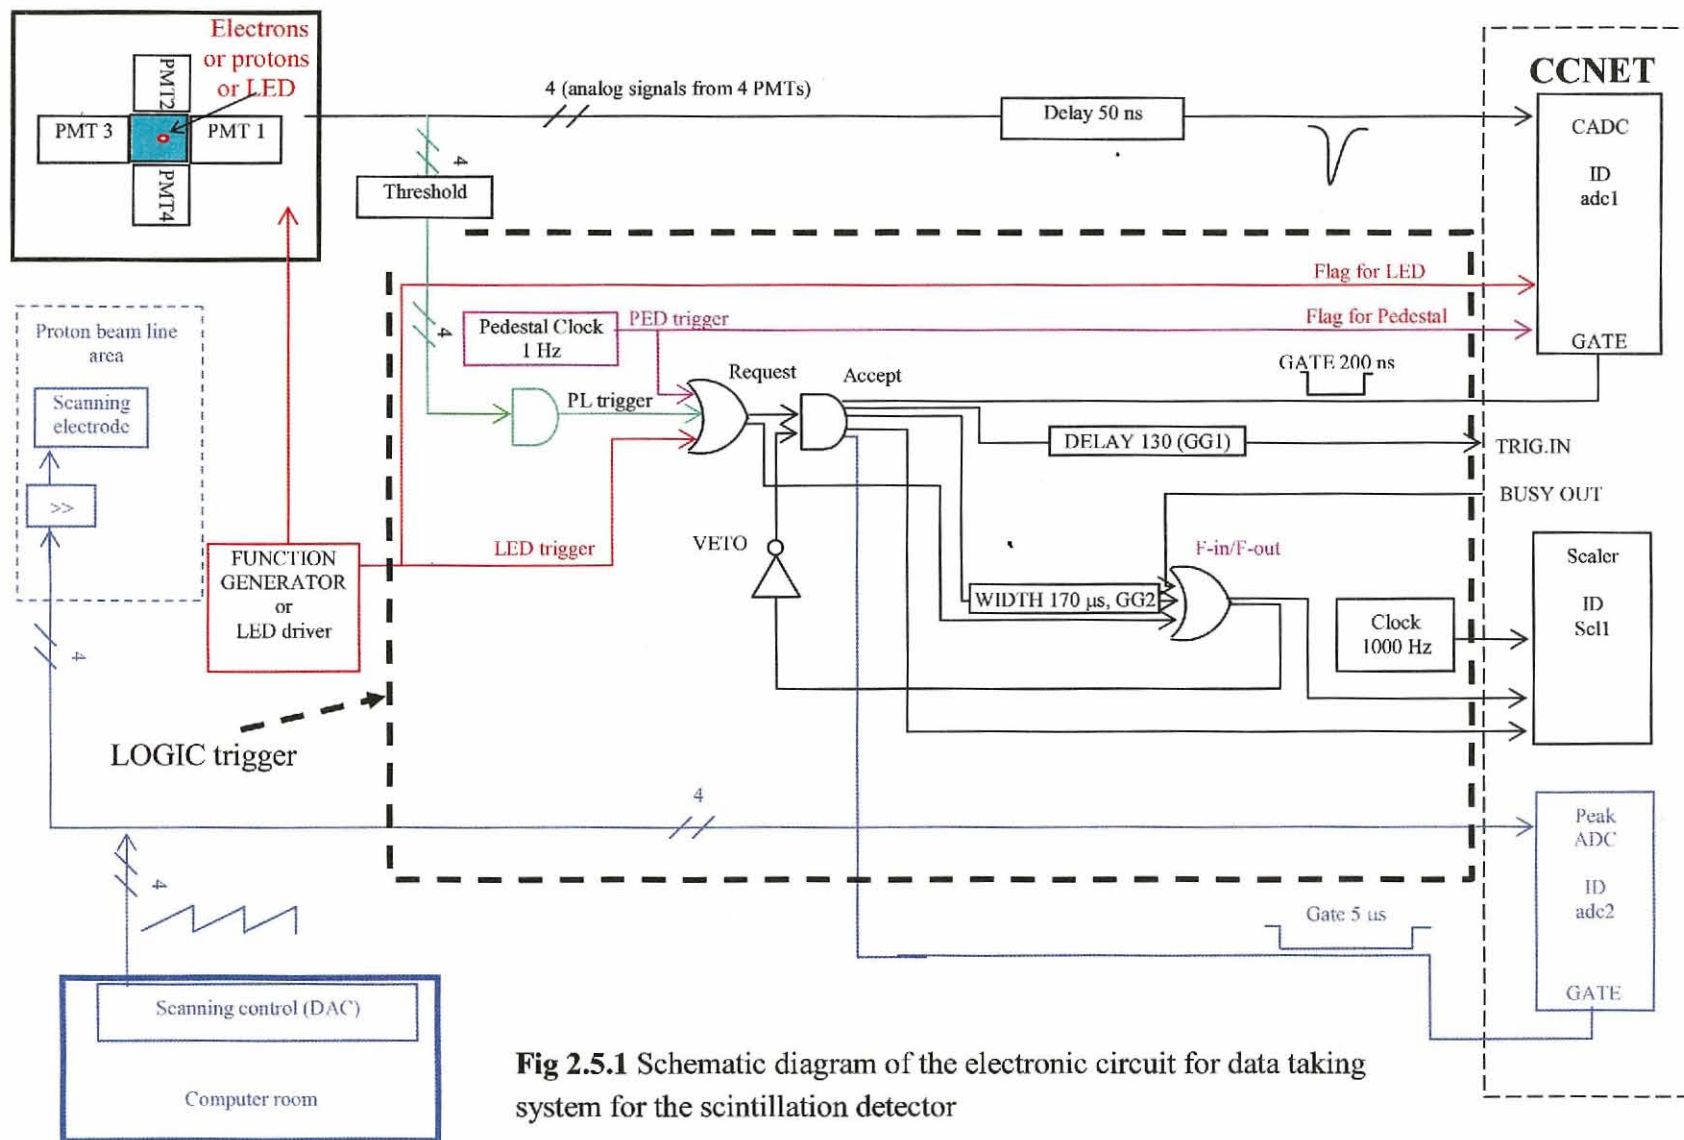 Electrons
or protons
or LED
PMT2
PMT 3
PMT 1
PMT4
4 (analog signals from 4 PMTs)
Delay 50 ns
CCNET
CADC
ID
adc1
GATE
4
Threshold
4
Flag for LED
Pedestal Clock
1 Hz
PED trigger
Flag for Pedestal
GATE 200 ns
Request
Accept
PL trigger
DELAY 130 (GG1)
TRIG.IN
BUSY OUT
Proton beam line
area
Scanning
electrode
>>
FUNCTION
GENERATOR
or
LED driver
LED trigger
VETO
F-in/F-out
WIDTH 170 µs, GG2
Clock
1000 Hz
Scaler
ID
Scl1
4
LOGIC trigger
4
Peak
ADC
ID
adc2
GATE
4
Gate 5 us
Scanning control (DAC)
Computer room
Fig 2.5.1 Schematic diagram of the electronic circuit for data taking
system for the scintillation detector